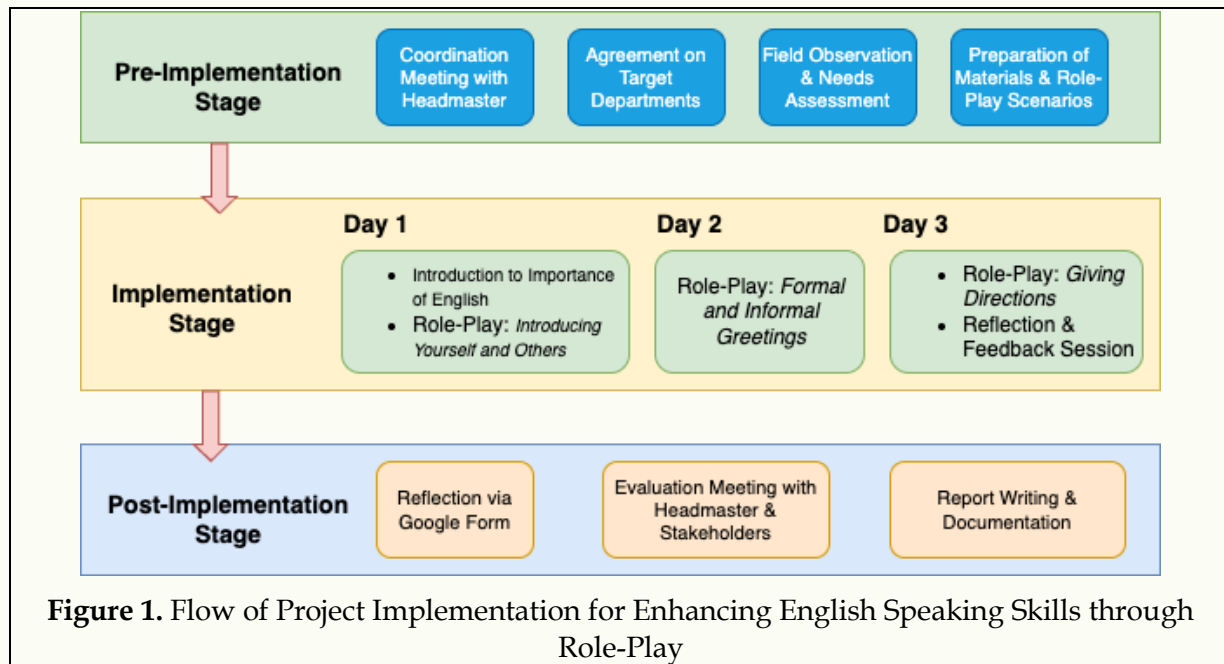 Pre-Implementation
Stage
Coordination
Meeting with
Headmaster
Agreement on
Target
Departments
Field Observation
& Needs
Assessment
Preparation of
Materials & Role-
Play Scenarios
Implementation
Stage
Day 1
• Introduction to Importance
of English
• Role-Play: Introducing
Yourself and Others
Day 2
Role-Play: Formal
and Informal
Greetings
Day 3
• Role-Play: Giving
Directions
• Reflection &
Feedback Session
Post-Implementation
Stage
Reflection via
Google Form
Evaluation Meeting with
Headmaster &
Stakeholders
Report Writing &
Documentation
Figure 1. Flow of Project Implementation for Enhancing English Speaking Skills through
Role-Play